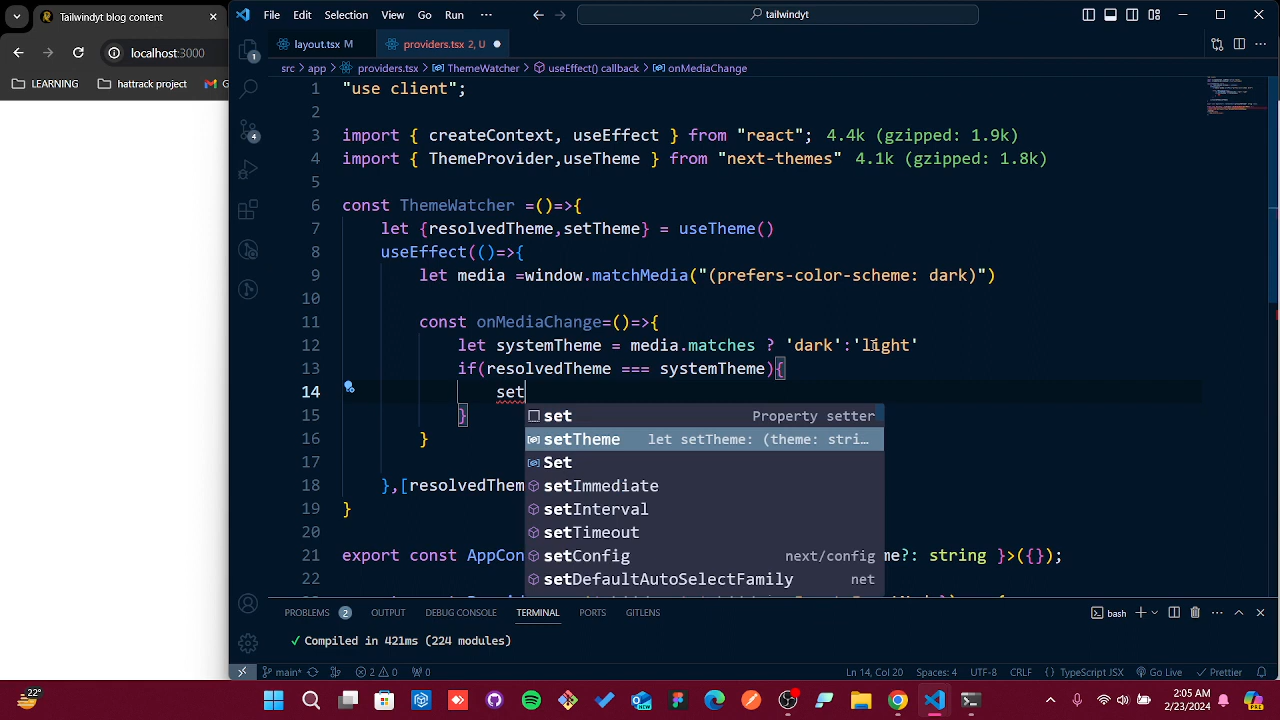 File Edit Selection View Go Run ··· tailwindyt
Tailwind blog content
layout.tsx M providers.tsx 2, U
localhost:3000
src > app > providers.tsx > ThemeWatcher > useEffect() callback > onMediaChange
LEARNING hattrack project G
1 "use client";
2
3 import { createContext, useEffect } from "react"; 4.4k (gzipped: 1.9k)
4 import { ThemeProvider,useTheme } from "next-themes" 4.1k (gzipped: 1.8k)
5
6 const ThemeWatcher =()=>{
7 let {resolvedTheme,setTheme} = useTheme()
8 useEffect(()=>{
9 let media =window.matchMedia("(prefers-color-scheme: dark)")
10
11 const onMediaChange=()=>{
12 let systemTheme = media.matches ? 'dark':'light'
13 if(resolvedTheme === systemTheme){
14 set
15 }
16 }
17
18 },[resolvedThem
19 }
20
21 export const AppCon me?: string }>({});
22
set Property setter
setTheme let setTheme: (theme: stri…
Set
setImmediate
setInterval
setTimeout
setConfig next/config
setDefaultAutoSelectFamily net
PROBLEMS 2 OUTPUT DEBUG CONSOLE TERMINAL PORTS GITLENS bash
✓ Compiled in 421ms (224 modules)
main* 2 0 0 Ln 14, Col 20 Spaces: 4 UTF-8 CRLF {} TypeScript JSX Go Live Prettier
22° 2:05 AM
2/23/2024